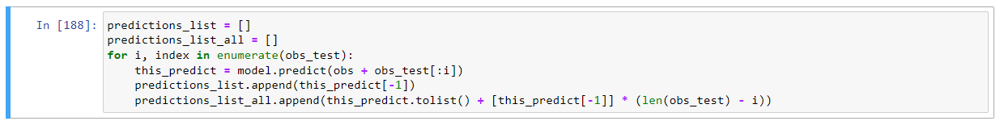 In [188]: predictions_list = []
predictions_list_all = []
for i, index in enumerate(obs_test):
    this_predict = model.predict(obs + obs_test[:i])
    predictions_list.append(this_predict[-1])
    predictions_list_all.append(this_predict.tolist() + [this_predict[-1]] * (len(obs_test) - i))